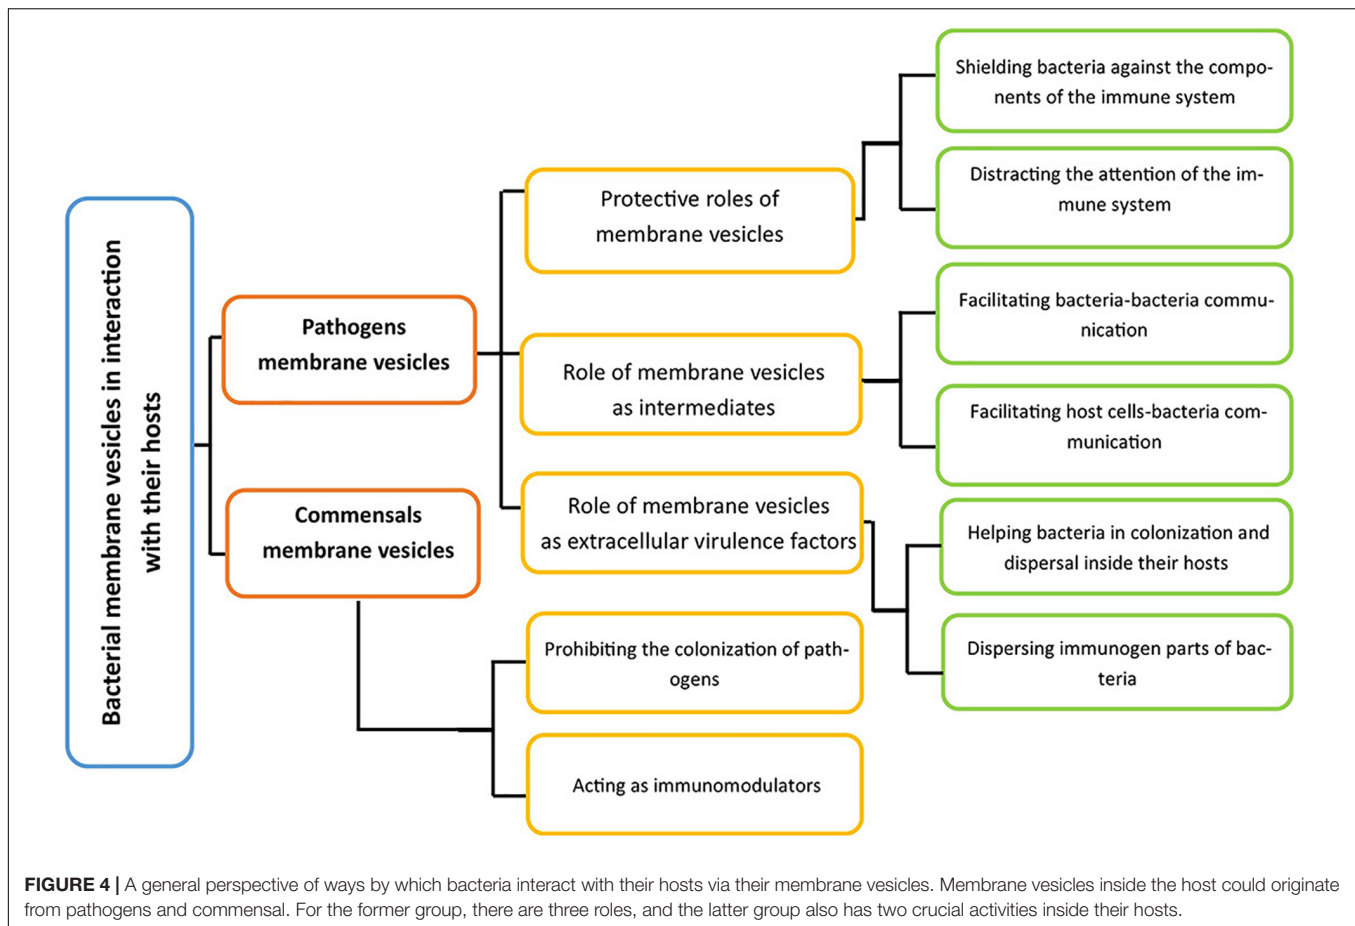 Bacterial membrane vesicles in interaction
with their hosts
Pathogens
membrane vesicles
Commensals
membrane vesicles
Protective roles of
membrane vesicles
Role of membrane vesicles
as intermediates
Role of membrane vesicles
as extracellular virulence factors
Prohibiting the colonization of path-
ogens
Acting as immunomodulators
Shielding bacteria against the compo-
nents of the immune system
Distracting the attention of the im-
mune system
Facilitating bacteria-bacteria commu-
nication
Facilitating host cells-bacteria com-
munication
Helping bacteria in colonization and
dispersal inside their hosts
Dispersing immunogen parts of bac-
teria
FIGURE 4 | A general perspective of ways by which bacteria interact with their hosts via their membrane vesicles. Membrane vesicles inside the host could originate
from pathogens and commensal. For the former group, there are three roles, and the latter group also has two crucial activities inside their hosts.